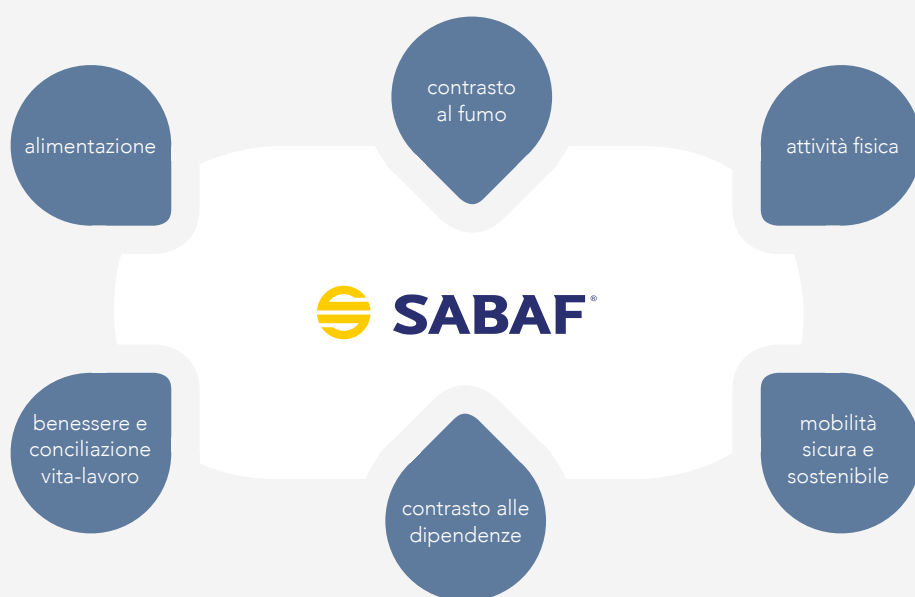 contrasto
al fumo
alimentazione
attività fisica
SABAF®
benessere e
conciliazione
vita-lavoro
mobilità
sicura e
sostenibile
contrasto alle
dipendenze